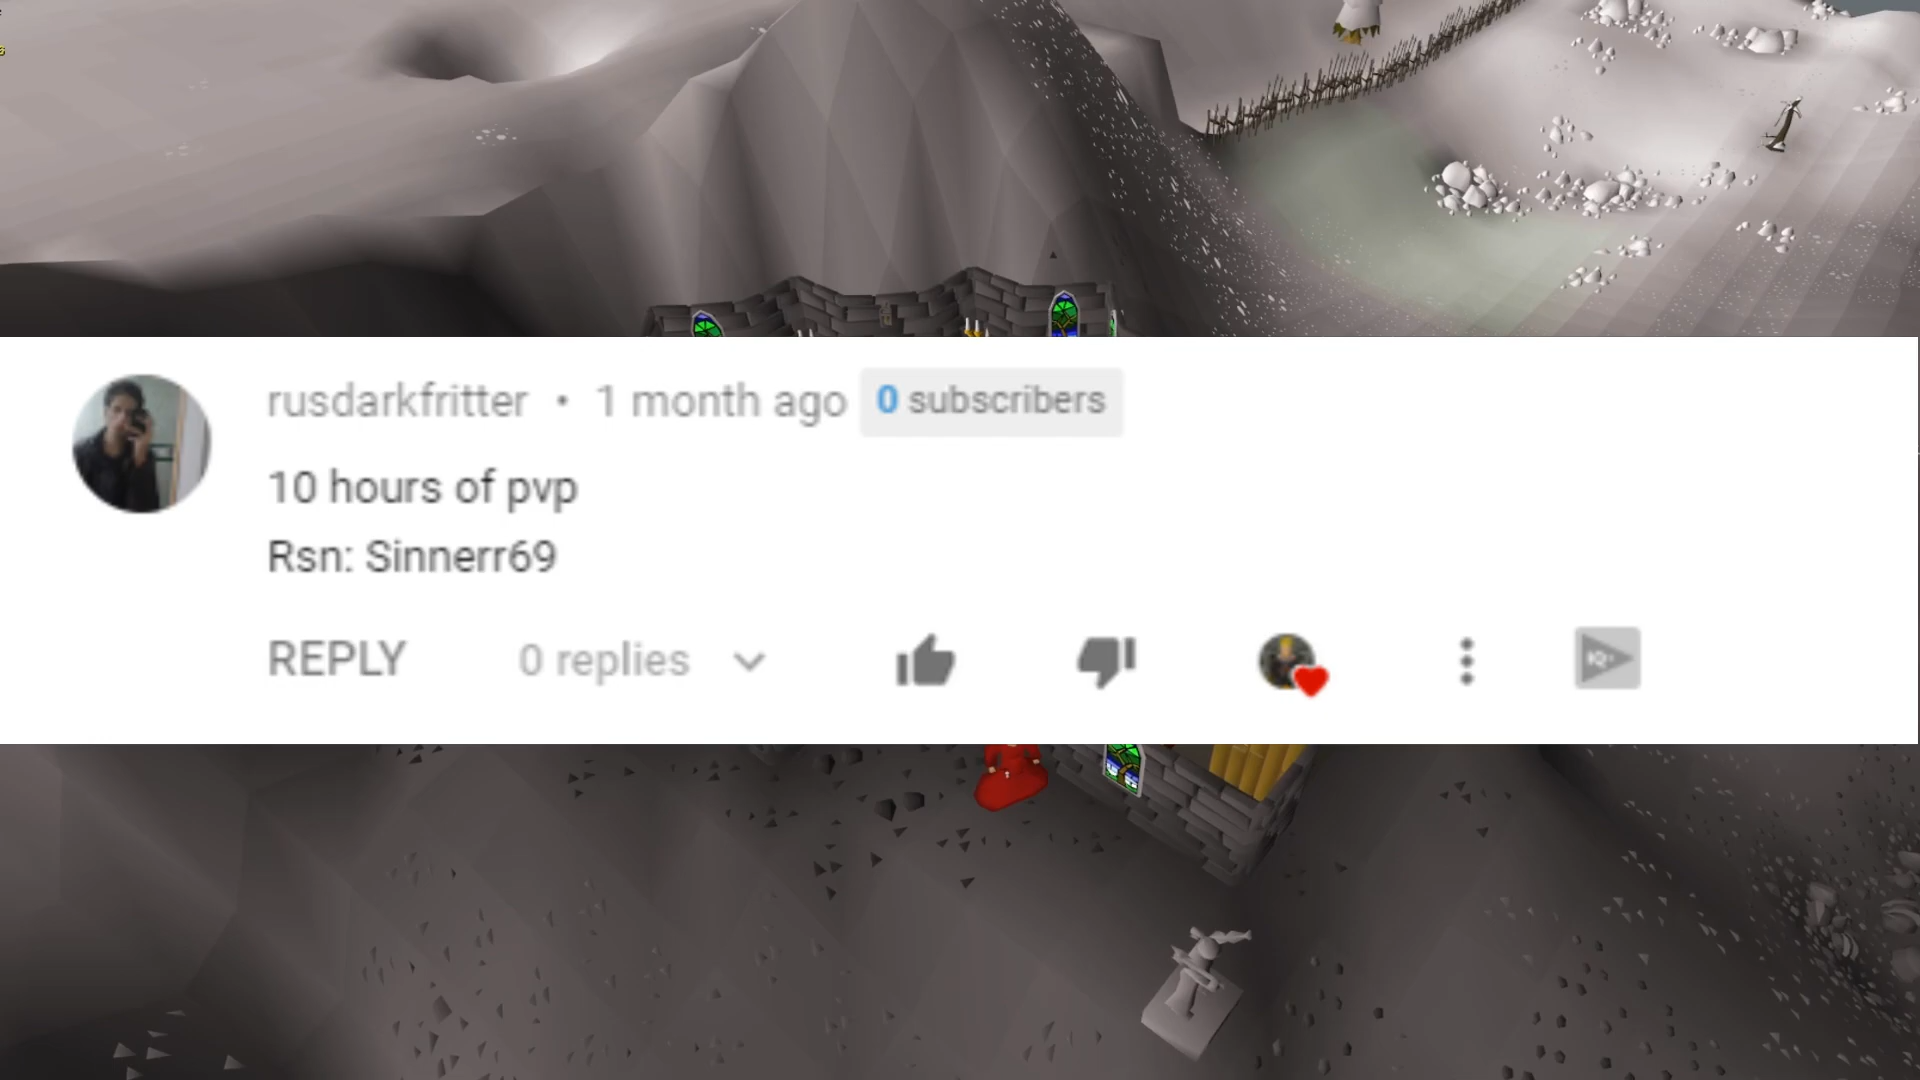 rusdarkfritter • 1 month ago 0 subscribers
10 hours of pvp
Rsn: Sinnerr69
REPLY 0 replies